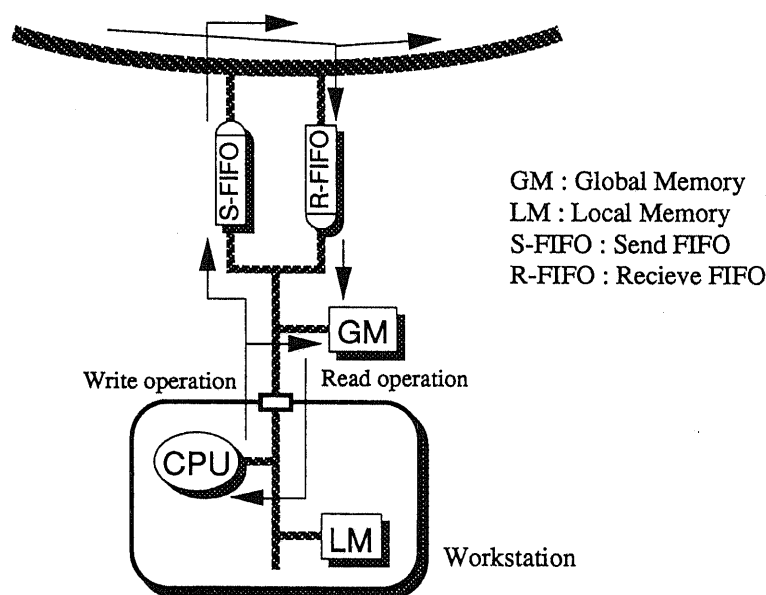 S-FIFO
R-FIFO
GM : Global Memory
LM : Local Memory
S-FIFO : Send FIFO
R-FIFO : Recieve FIFO
GM
Write operation
Read operation
CPU
LM
Workstation